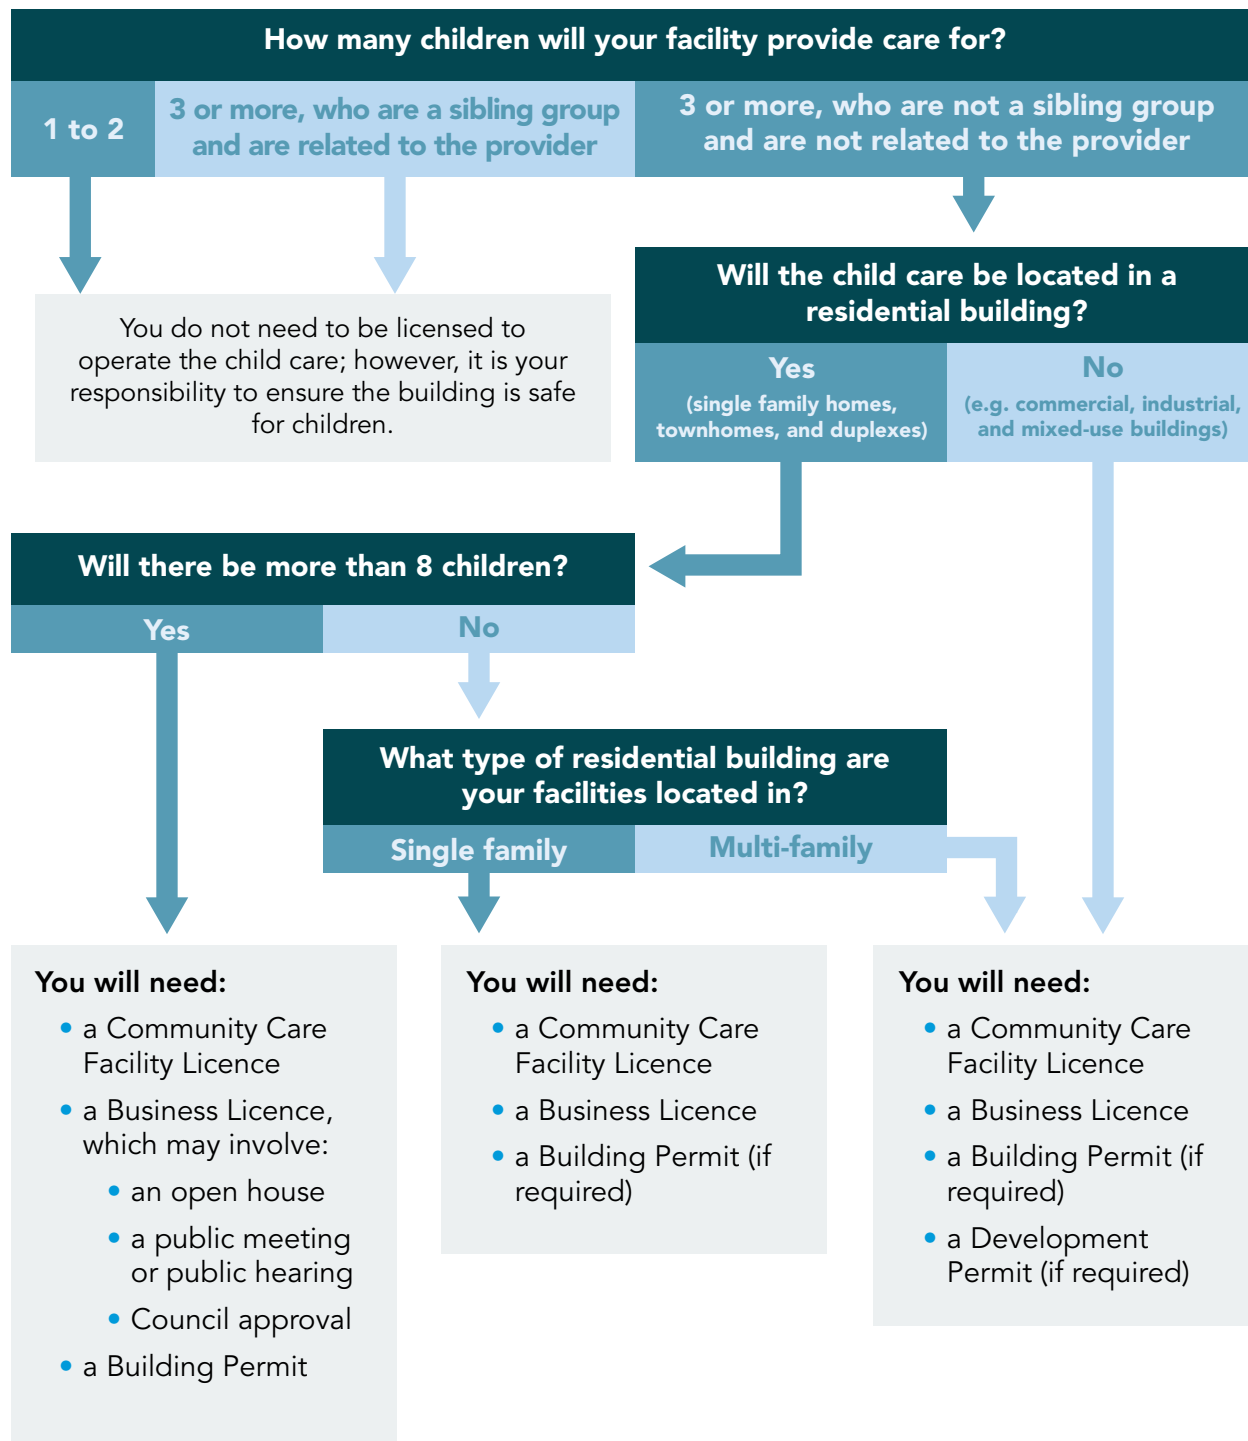 How many children will your facility provide care for?
1 to 2
3 or more, who are a sibling group
and are related to the provider
3 or more, who are not a sibling group
and are not related to the provider
You do not need to be licensed to
operate the child care; however, it is your
responsibility to ensure the building is safe
for children.
Will the child care be located in a
residential building?
Yes
(single family homes,
townhomes, and duplexes)
No
(e.g. commercial, industrial,
and mixed-use buildings)
Will there be more than 8 children?
Yes
No
What type of residential building are
your facilities located in?
Single family
Multi-family
You will need:
• a Community Care
Facility Licence
• a Business Licence,
which may involve:
• an open house
• a public meeting
or public hearing
• Council approval
• a Building Permit
You will need:
• a Community Care
Facility Licence
• a Business Licence
• a Building Permit (if
required)
You will need:
• a Community Care
Facility Licence
• a Business Licence
• a Building Permit (if
required)
• a Development
Permit (if required)